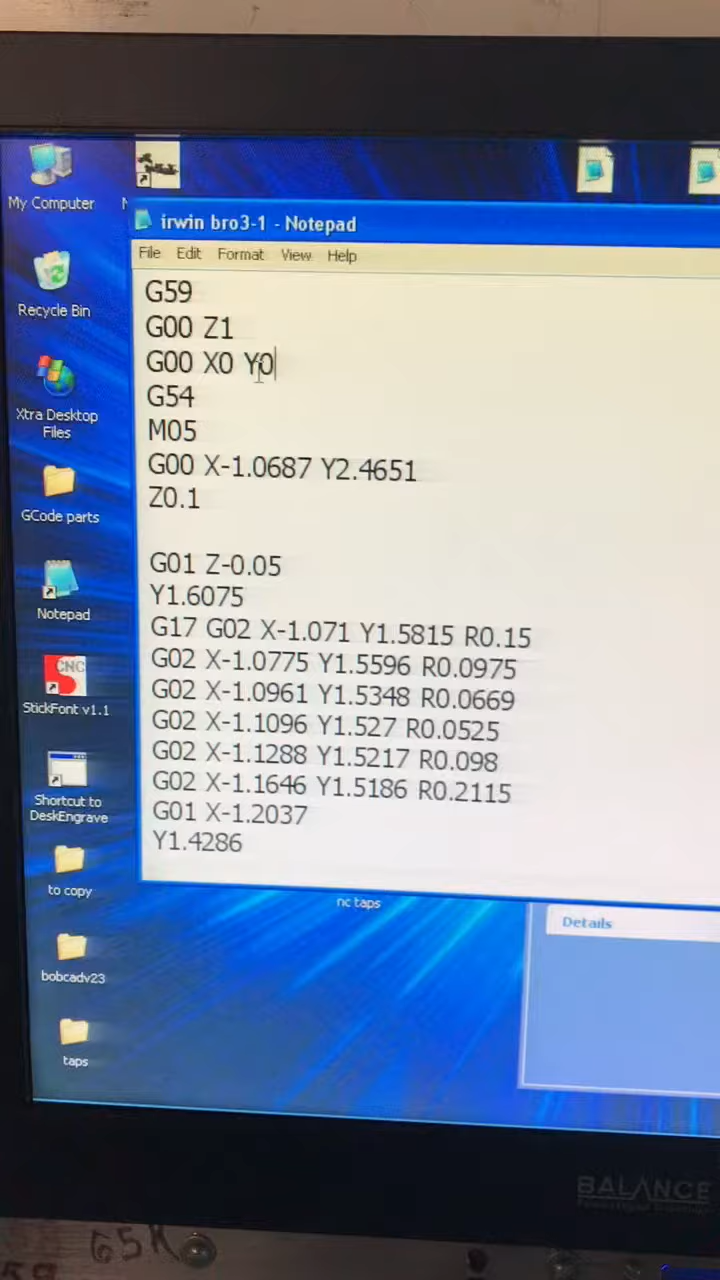 My Computer
Recycle Bin
Xtra Desktop
Files
GCode parts
Notepad
CNC
StickFont v1.1
Shortcut to
DeskEngrave
to copy
bobcadv23
taps
irwin bro3-1 - Notepad
File Edit Format View Help
G59
G00 Z1
G00 X0 Y0
G54
M05
G00 X-1.0687 Y2.4651
Z0.1
G01 Z-0.05
Y1.6075
G17 G02 X-1.071 Y1.5815 R0.15
G02 X-1.0775 Y1.5596 R0.0975
G02 X-1.0961 Y1.5348 R0.0669
G02 X-1.1096 Y1.527 R0.0525
G02 X-1.1288 Y1.5217 R0.098
G02 X-1.1646 Y1.5186 R0.2115
G01 X-1.2037
Y1.4286
nc taps
Details
BALANCE